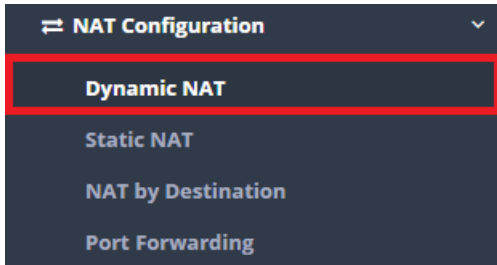 NAT Configuration
Dynamic NAT
Static NAT
NAT by Destination
Port Forwarding